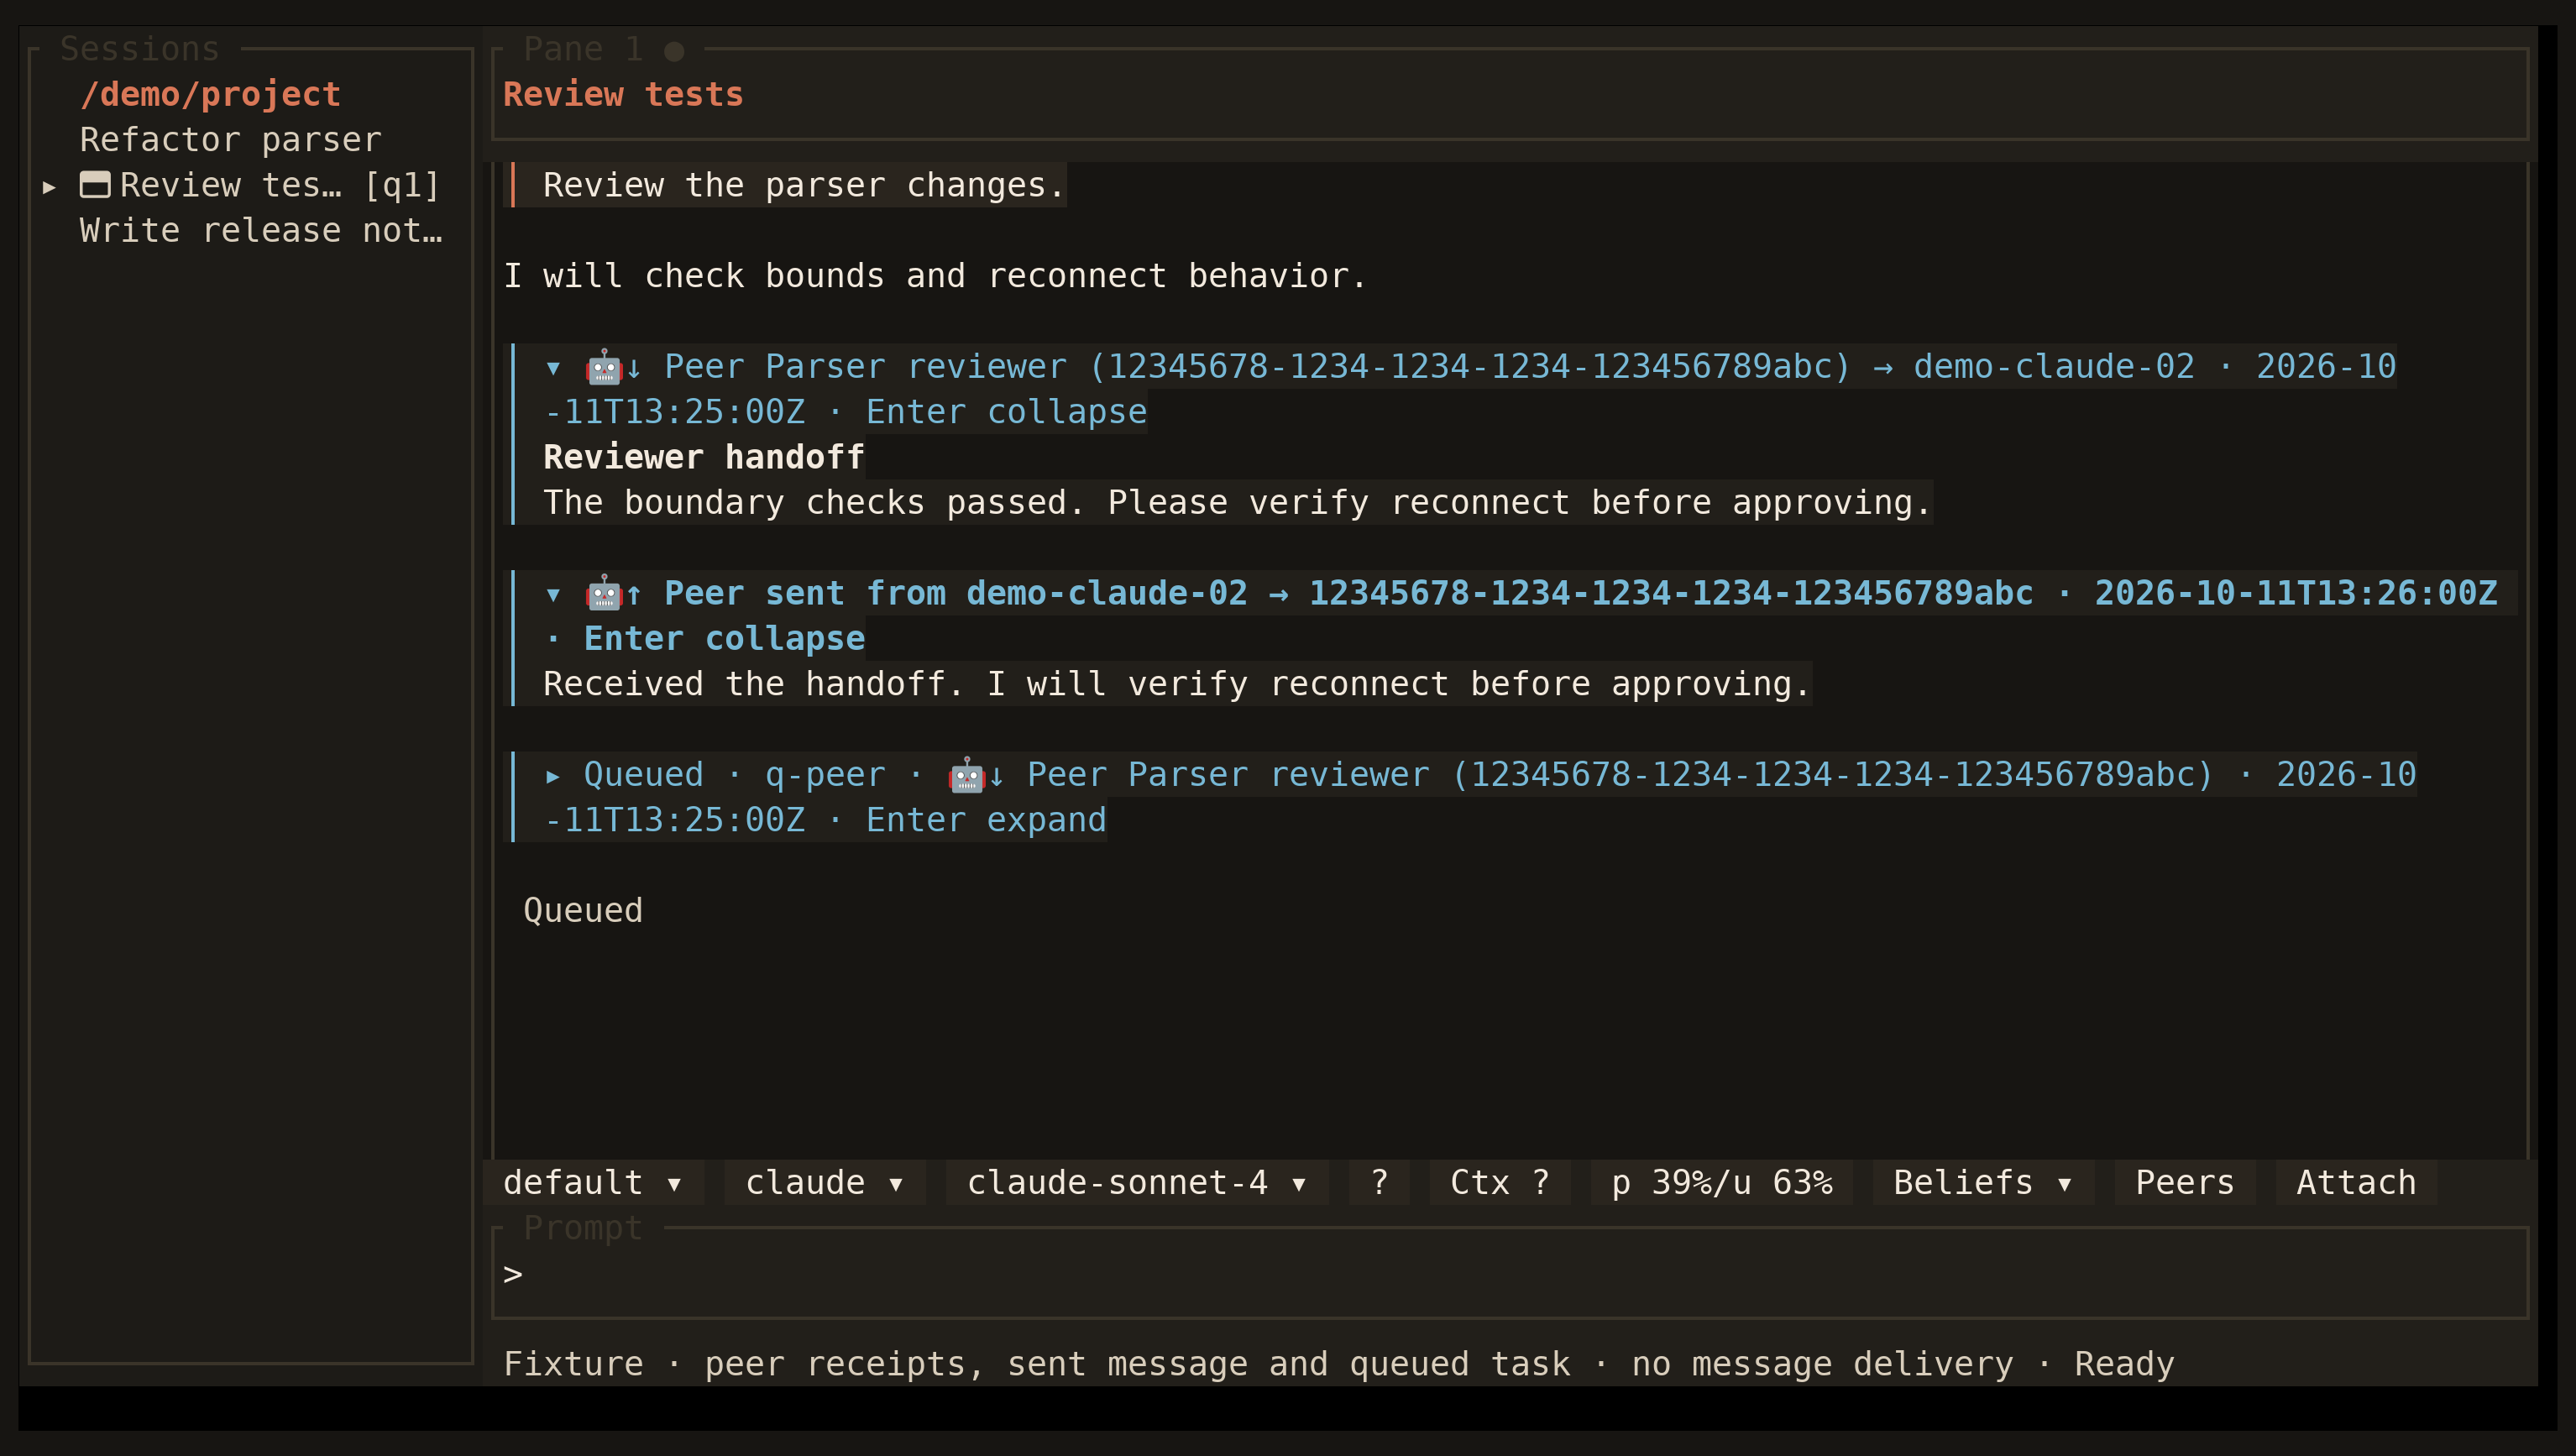 Sessions
/demo/project
Refactor parser
▸ Review tes… [q1]
Write release not…
Pane 1 ●
Review tests
Review the parser changes.
I will check bounds and reconnect behavior.
▾ 🤖↓ Peer Parser reviewer (12345678-1234-1234-1234-123456789abc) → demo-claude-02 · 2026-10
-11T13:25:00Z · Enter collapse
Reviewer handoff
The boundary checks passed. Please verify reconnect before approving.
▾ 🤖↑ Peer sent from demo-claude-02 → 12345678-1234-1234-1234-123456789abc · 2026-10-11T13:26:00Z
· Enter collapse
Received the handoff. I will verify reconnect before approving.
▸ Queued · q-peer · 🤖↓ Peer Parser reviewer (12345678-1234-1234-1234-123456789abc) · 2026-10
-11T13:25:00Z · Enter expand
Queued
default ▾ claude ▾ claude-sonnet-4 ▾ ? Ctx ? p 39%/u 63% Beliefs ▾ Peers Attach
Prompt
>
Fixture · peer receipts, sent message and queued task · no message delivery · Ready